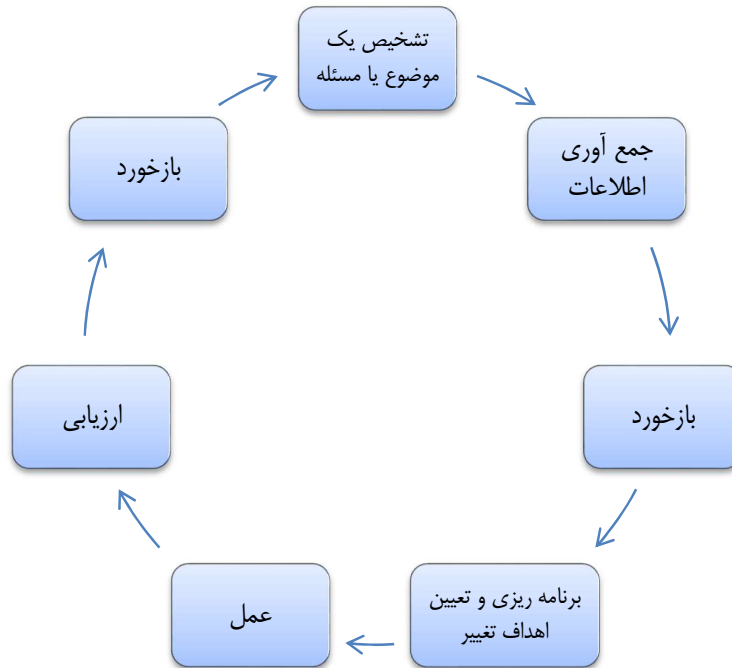 تشخیص یک
موضوع یا مسئله
جمع آوری
اطلاعات
بازخورد
برنامه ریزی و تعیین
اهداف تغییر
عمل
ارزیابی
بازخورد